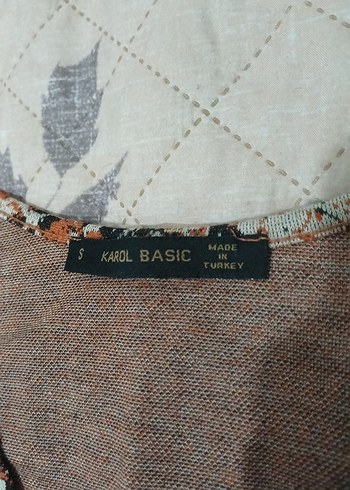 S KAROL BASIC
MADE
IN
TURKEY